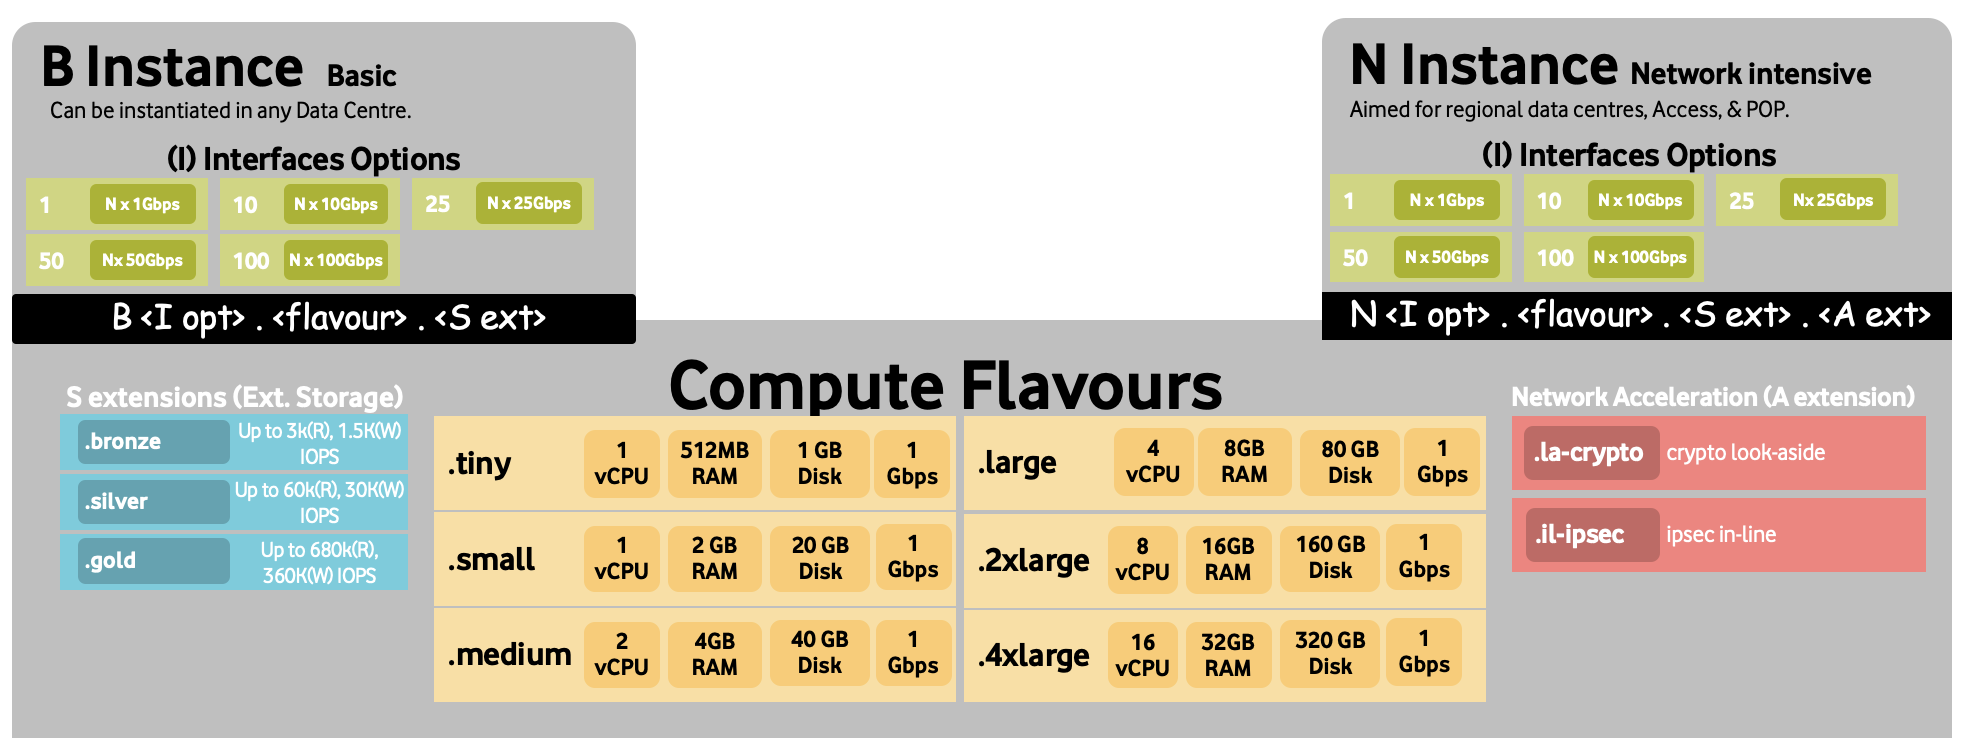 B Instance Basic
Can be instantiated in any Data Centre.
(I) Interfaces Options
1 N x 1Gbps 10 N x 10Gbps 25 N x 25Gbps
50 Nx 50Gbps 100 N x 100Gbps
B <I opt> . <flavour> . <S ext>
N Instance Network intensive
Aimed for regional data centres, Access, & POP.
(I) Interfaces Options
1 N x 1Gbps 10 N x 10Gbps 25 Nx 25Gbps
50 N x 50Gbps 100 N x 100Gbps
N <I opt> . <flavour> . <S ext> . <A ext>
S extensions (Ext. Storage)
.bronze Up to 3k(R), 1.5K(W)
IOPS
.silver Up to 60k(R), 30K(W)
IOPS
.gold Up to 680k(R),
360K(W) IOPS
Compute Flavours
.tiny 1 512MB 1 GB 1
vCPU RAM Disk Gbps
.small 1 2 GB 20 GB 1
vCPU RAM Disk Gbps
.medium 2 4GB 40 GB 1
vCPU RAM Disk Gbps
.large 4 8GB 80 GB 1
vCPU RAM Disk Gbps
.2xlarge 8 16GB 160 GB 1
vCPU RAM Disk Gbps
.4xlarge 16 32GB 320 GB 1
vCPU RAM Disk Gbps
Network Acceleration (A extension)
.la-crypto crypto look-aside
.il-ipsec ipsec in-line